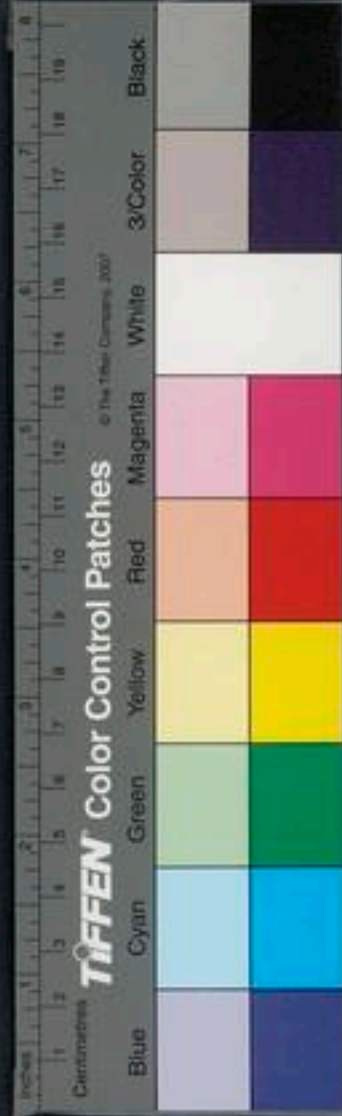 Inches 1 2 3 4 5 6 7 8
1 2 3 4 5 6 7 8 9 10 11 12 13 14 15 16 17 18 19
Centimetres
TIFFEN® Color Control Patches
© The Tiffen Company, 2007
Blue Cyan Green Yellow Red Magenta White 3/Color Black